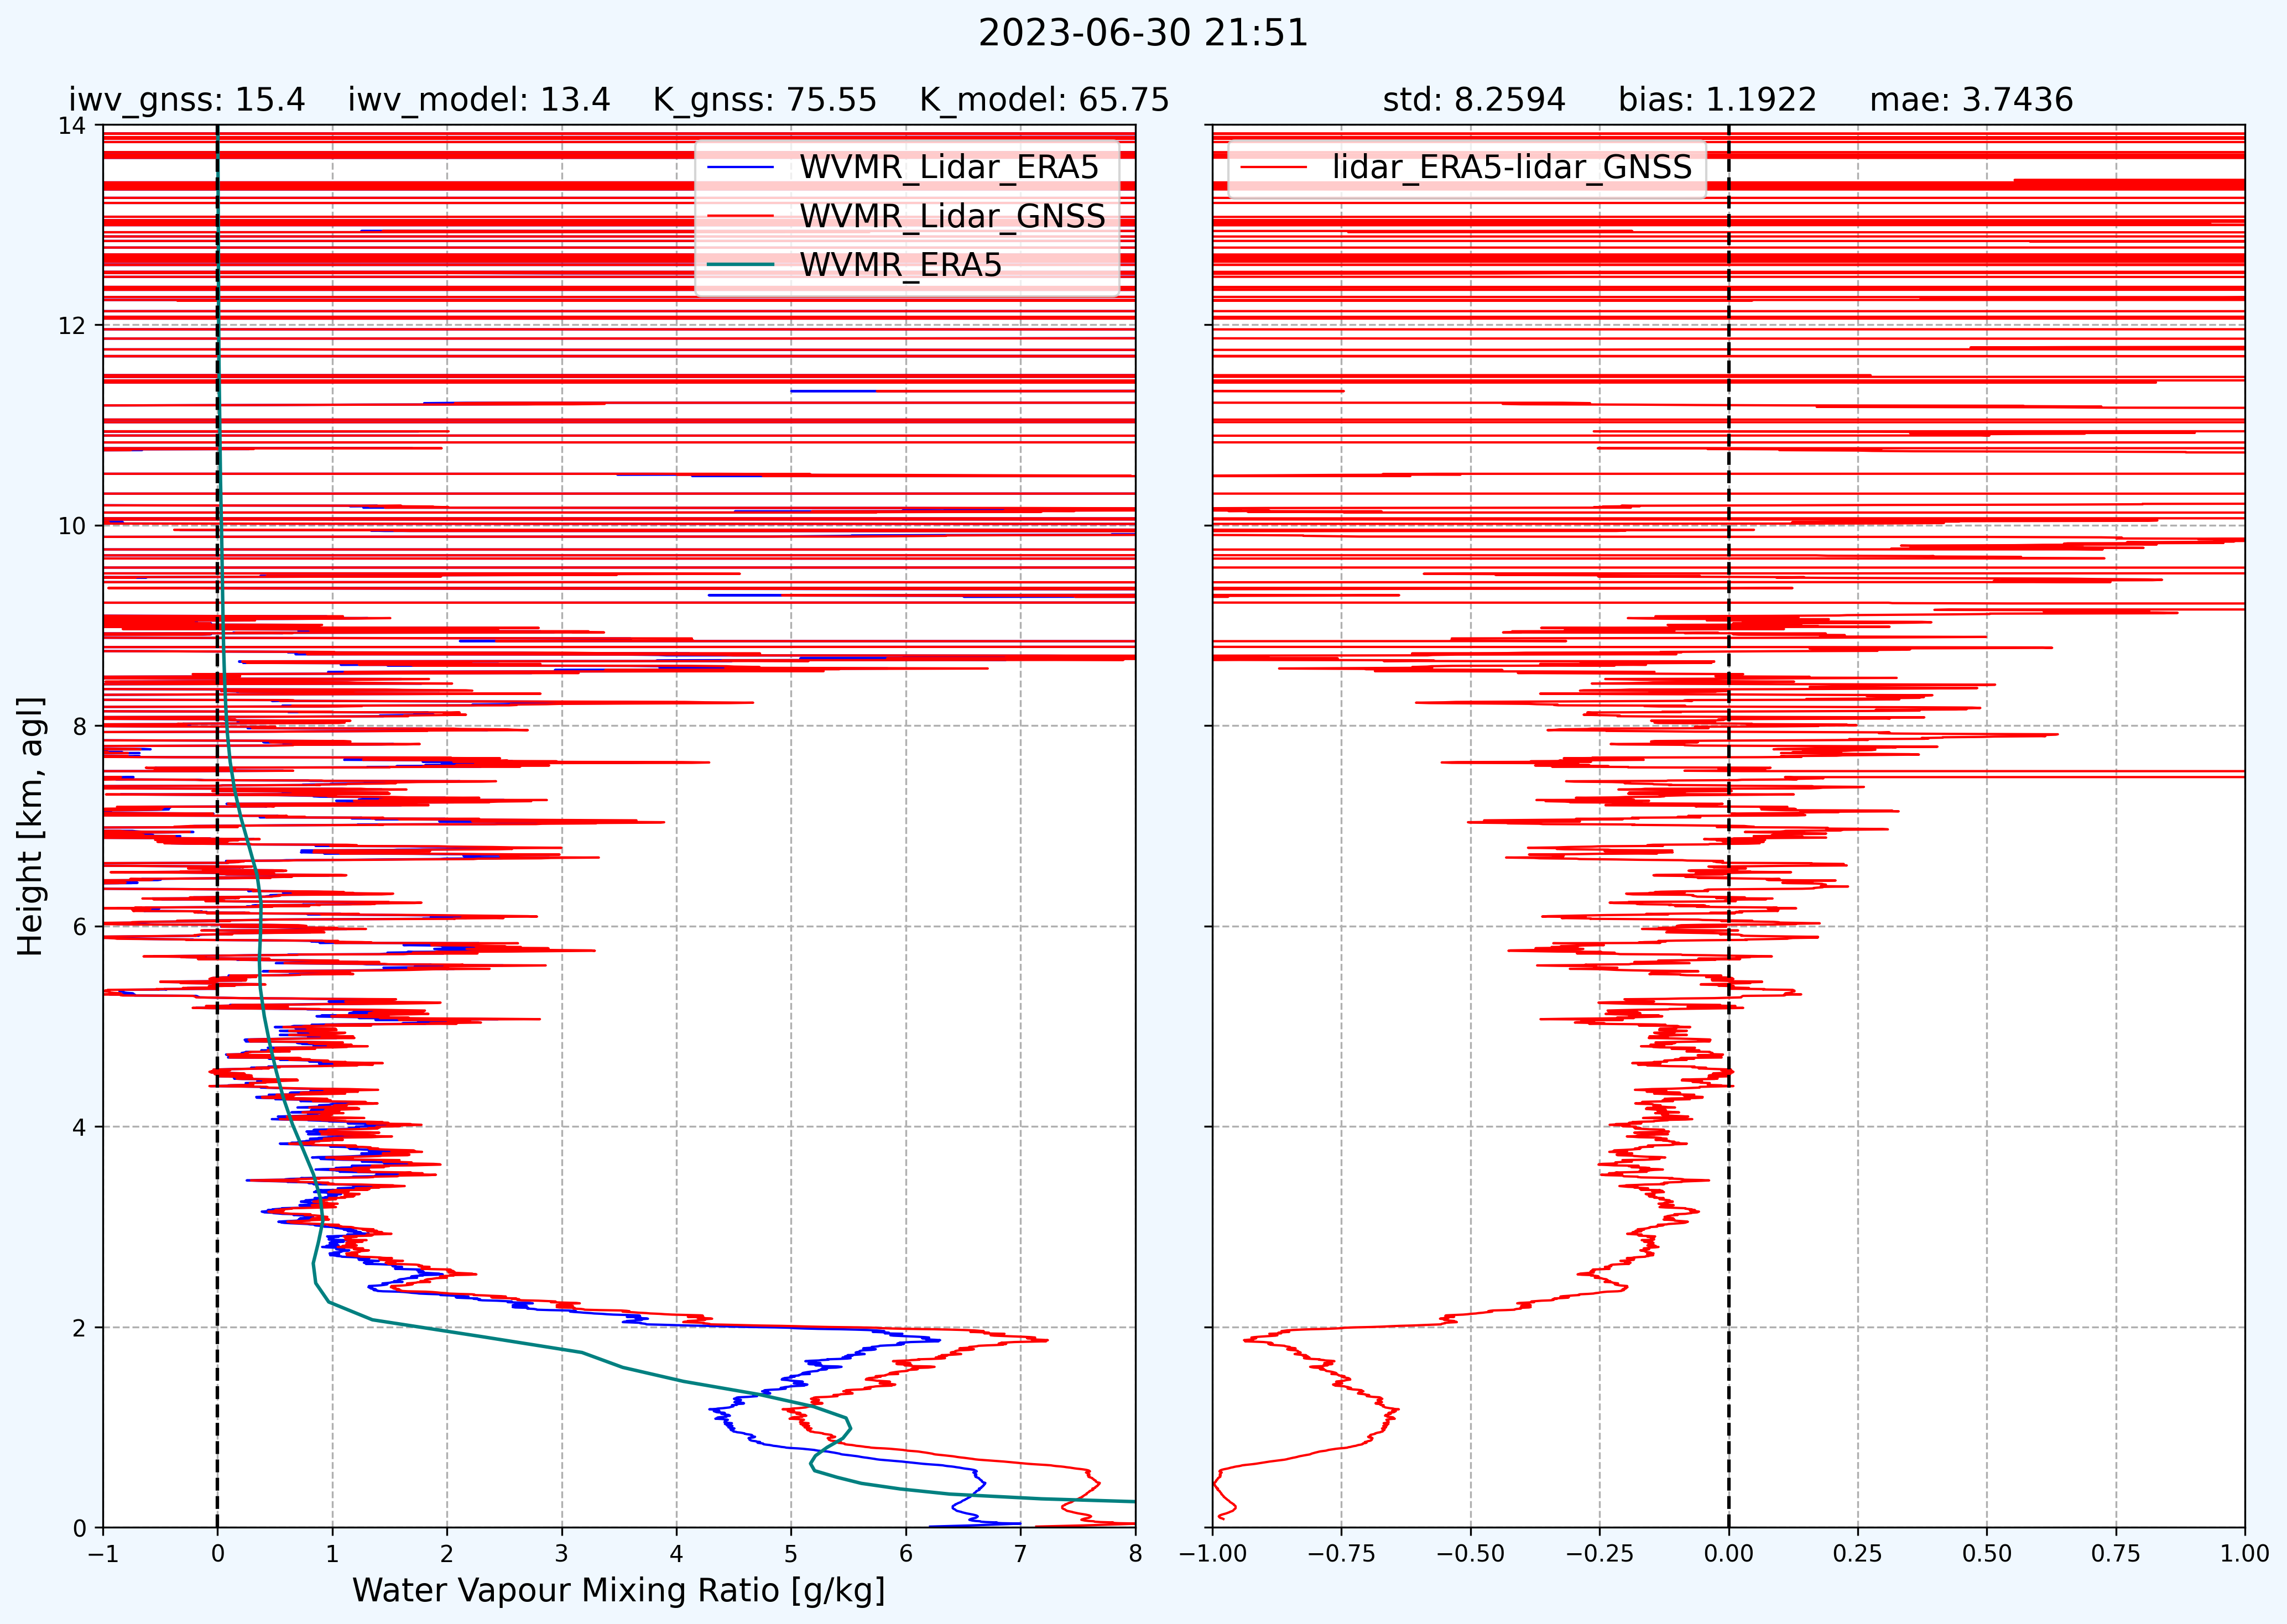 2023-06-30 21:51
iwv_gnss: 15.4 iwv_model: 13.4 K_gnss: 75.55 K_model: 65.75
std: 8.2594 bias: 1.1922 mae: 3.7436
WVMR_Lidar_ERA5
WVMR_Lidar_GNSS
WVMR_ERA5
lidar_ERA5-lidar_GNSS
Height [km, agl]
14
12
10
8
6
4
2
0
−1 0 1 2 3 4 5 6 7 8
Water Vapour Mixing Ratio [g/kg]
−1.00 −0.75 −0.50 −0.25 0.00 0.25 0.50 0.75 1.00